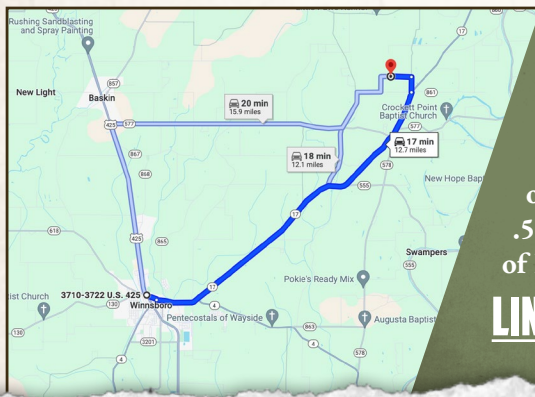 Rushing Sandblasting
and Spray Painting
17
857
New Light
Baskin
20 min
15.9 miles
861
Crockett Point
Baptist Church
425
577
577
17 min
12.7 miles
867
18 min
12.1 miles
868
578
555
New Hope Bap
17
618
425
865
Swampers
555
Pokie's Ready Mix
17
3710-3722 U.S. 425
Winnsboro
ist Church
130
4
Pentecostals of Wayside
863
Augusta Baptist
130
3201
4
4
578
.5
of
LIN